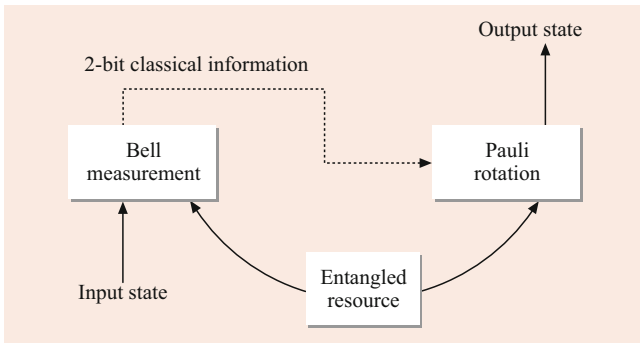 Output state
2-bit classical information
Bell
measurement
Pauli
rotation
Entangled
resource
Input state